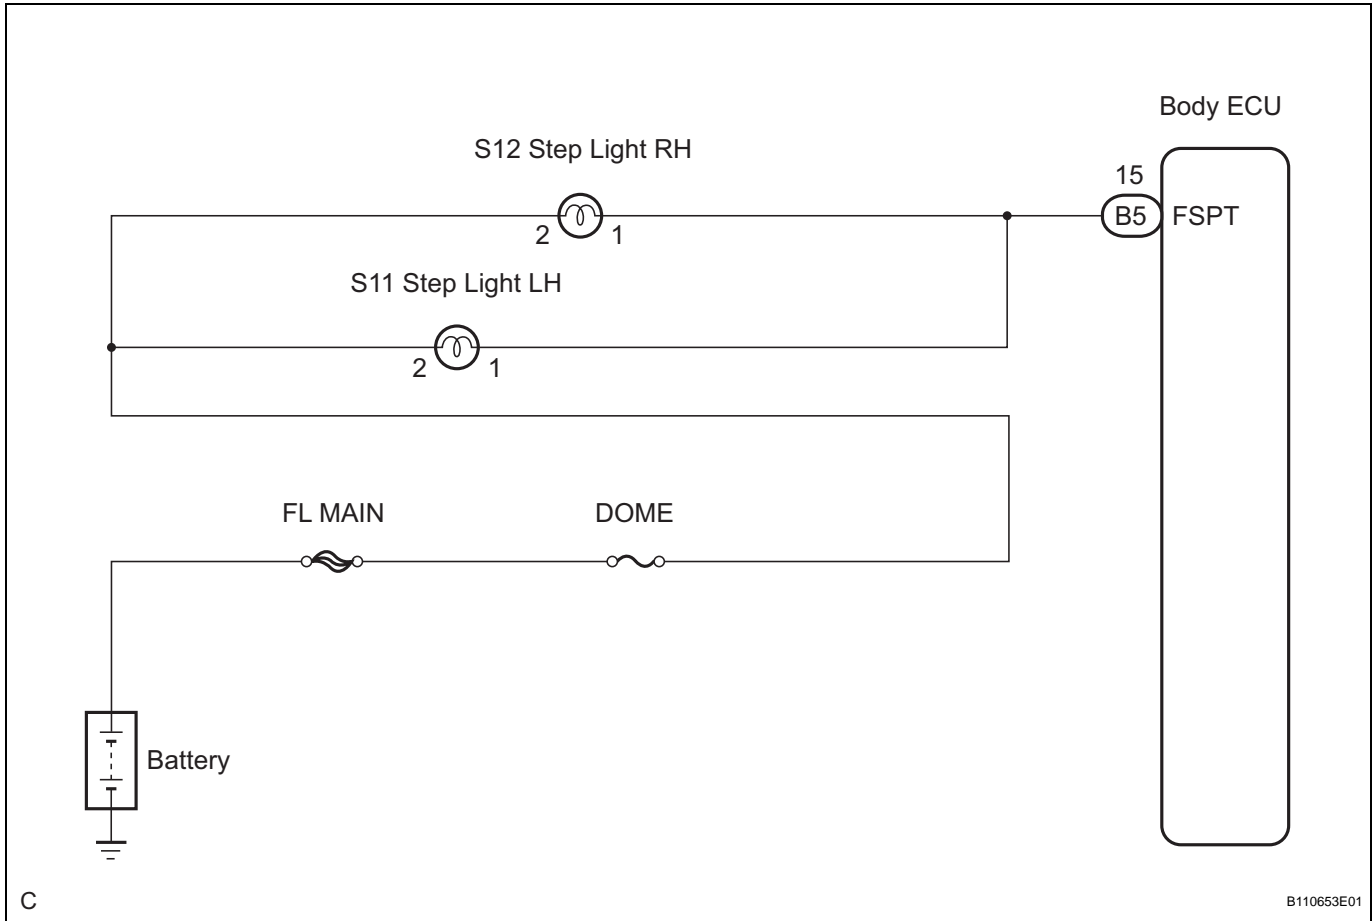 Body ECU
S12 Step Light RH
15
2
1
B5
FSPT
S11 Step Light LH
2
1
FL MAIN
DOME
Battery
C
B110653E01